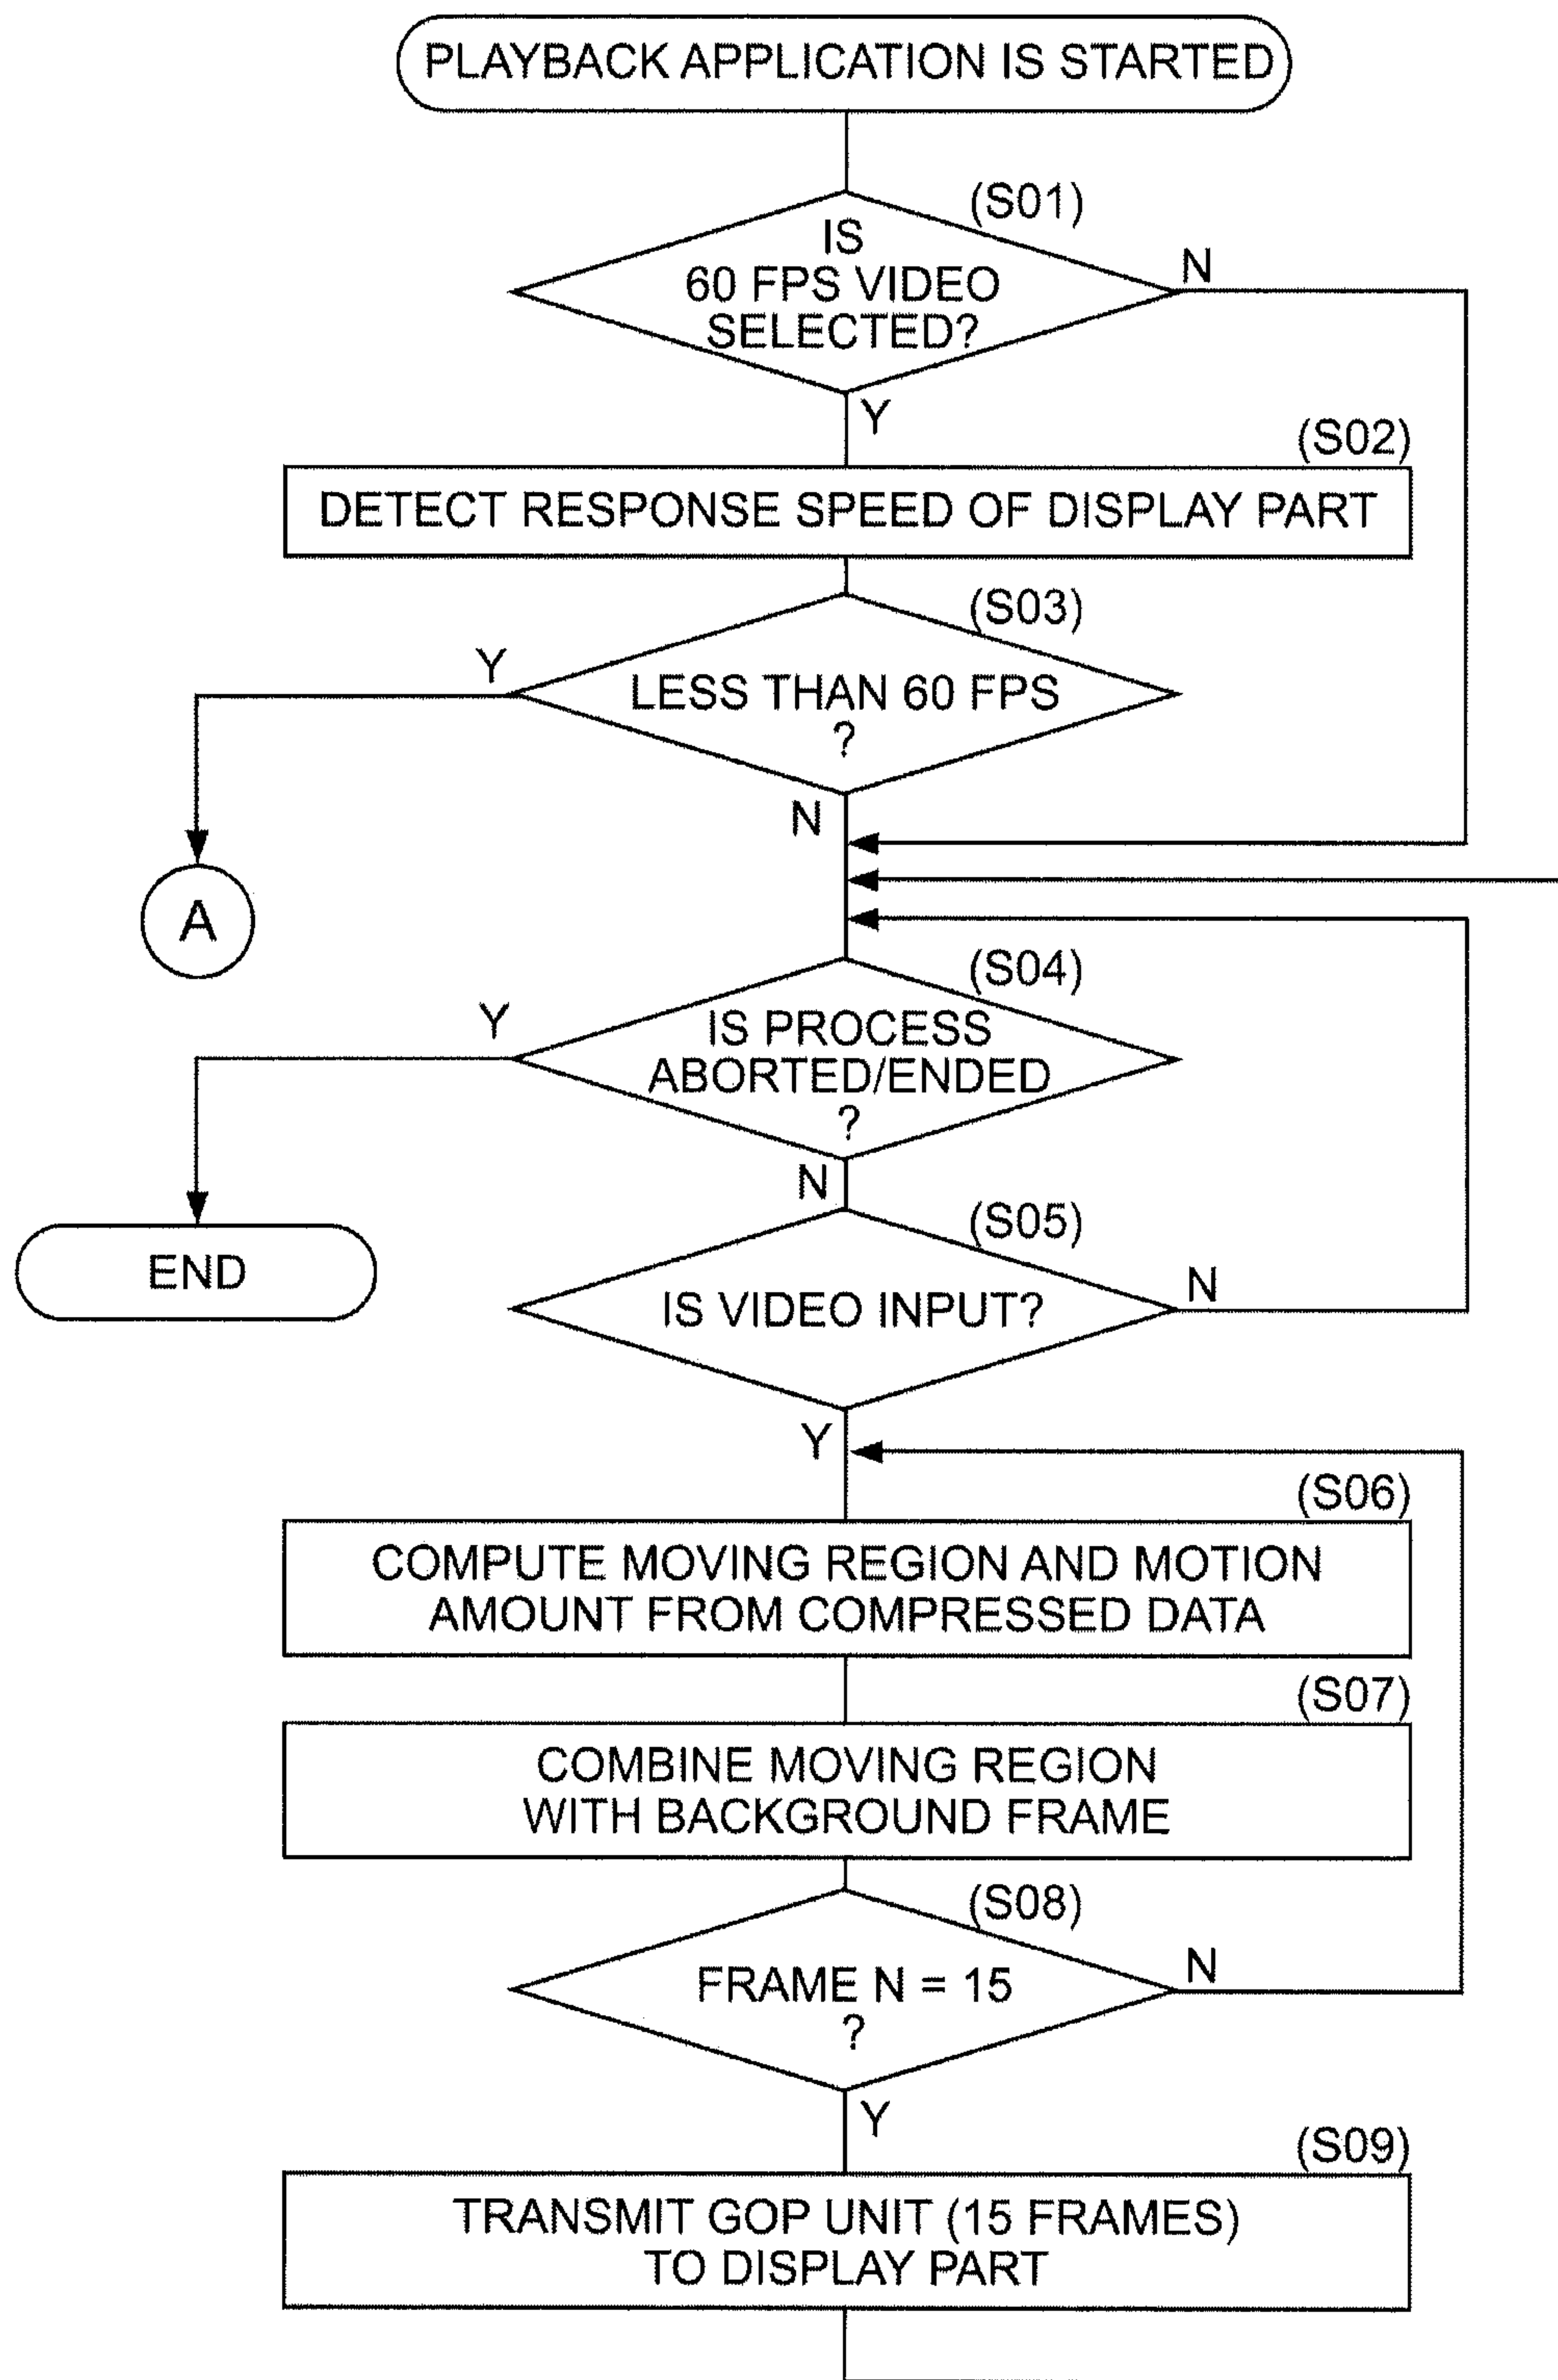 PLAYBACK APPLICATION IS STARTED
(S01)
IS
60 FPS VIDEO
SELECTED?
N
Y
(S02)
DETECT RESPONSE SPEED OF DISPLAY PART
(S03)
Y
LESS THAN 60 FPS
?
N
A
(S04)
Y
IS PROCESS
ABORTED/ENDED
?
N
(S05)
END
IS VIDEO INPUT?
N
Y
(S06)
COMPUTE MOVING REGION AND MOTION
AMOUNT FROM COMPRESSED DATA
(S07)
COMBINE MOVING REGION
WITH BACKGROUND FRAME
(S08)
FRAME N = 15
?
N
Y
(S09)
TRANSMIT GOP UNIT (15 FRAMES)
TO DISPLAY PART